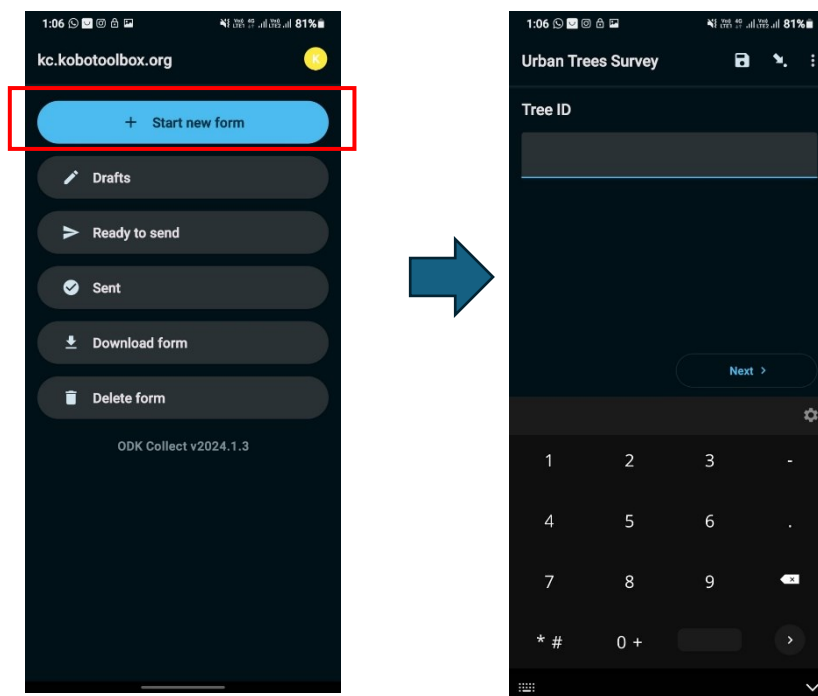 1:06 81%
kc.kobotoolbox.org K
+ Start new form
Drafts
Ready to send
Sent
Download form
Delete form
ODK Collect v2024.1.3
1:06 81%
Urban Trees Survey
Tree ID
Next >
1 2 3 -
4 5 6 .
7 8 9
* # 0 +